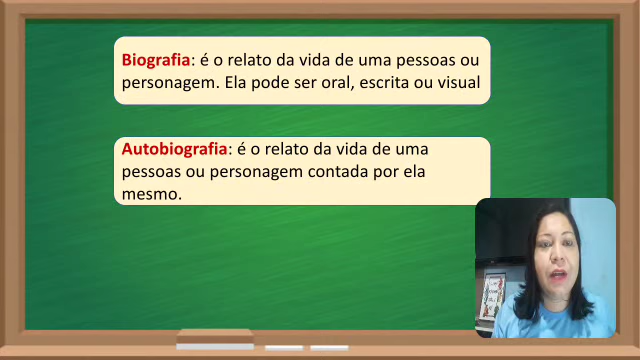 Biografia: é o relato da vida de uma pessoas ou
personagem. Ela pode ser oral, escrita ou visual
Autobiografia: é o relato da vida de uma
pessoas ou personagem contada por ela
mesmo.